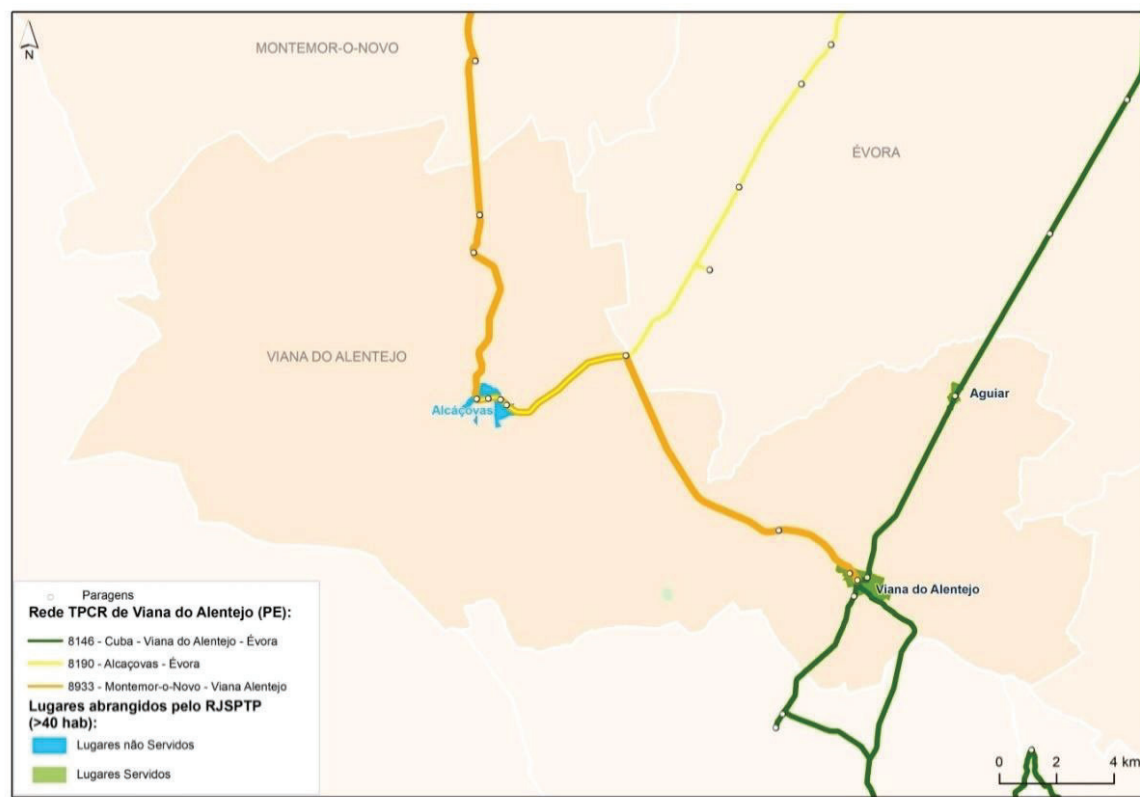 N
MONTEMOR-O-NOVO
ÉVORA
VIANA DO ALENTEJO
Alcáçovas
Aguiar
Viana do Alentejo
Paragens
Rede TPCR de Viana do Alentejo (PE):
8146 - Cuba - Viana do Alentejo - Évora
8190 - Alcaçovas - Évora
8933 - Montemor-o-Novo - Viana Alentejo
Lugares abrangidos pelo RJSPTP
(>40 hab):
Lugares não Servidos
Lugares Servidos
0 2 4 km